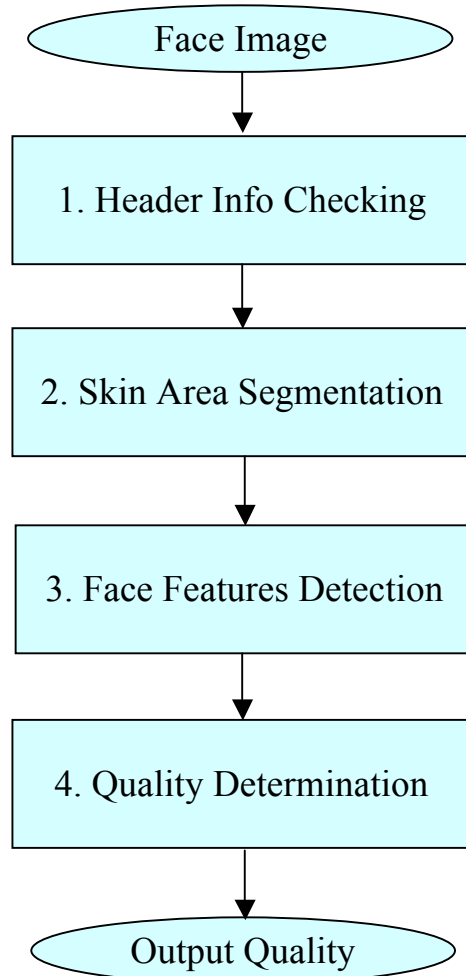 Face Image
1. Header Info Checking
2. Skin Area Segmentation
3. Face Features Detection
4. Quality Determination
Output Quality